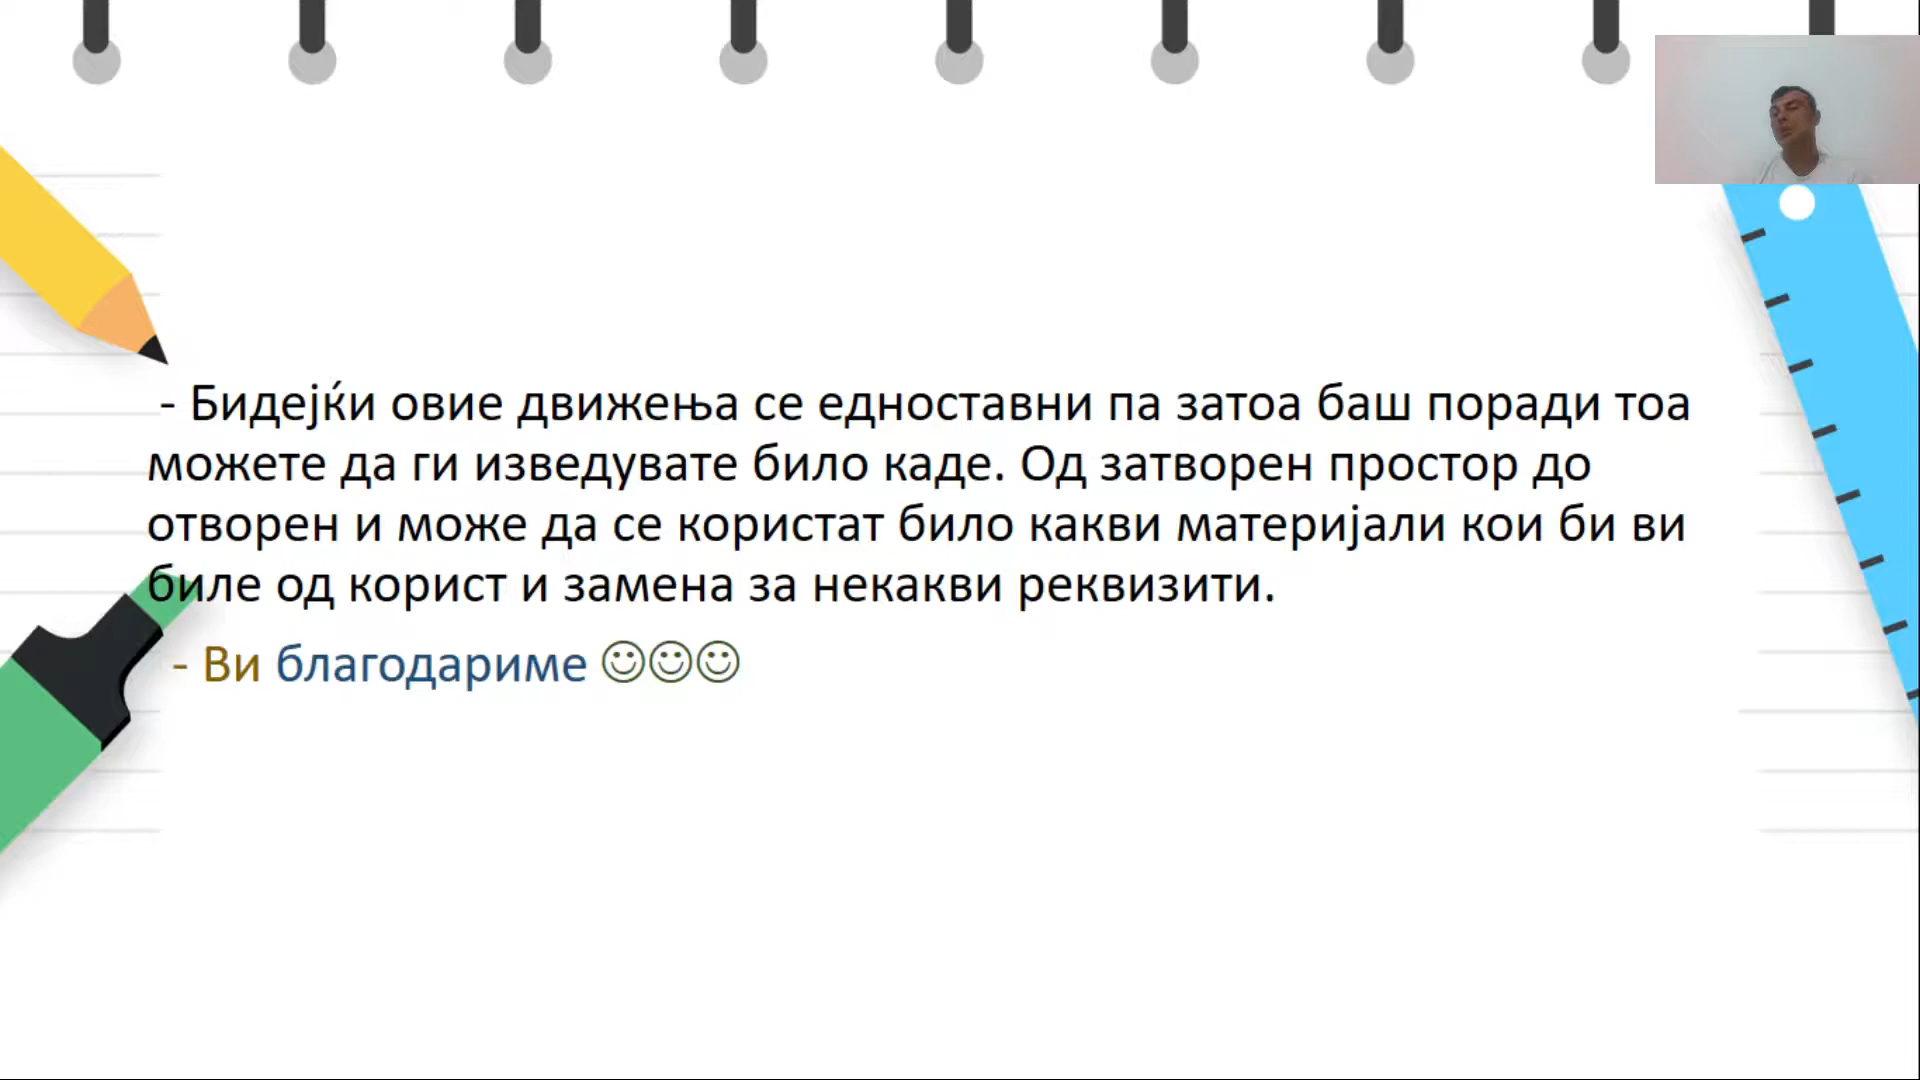 - Бидејќи овие движења се едноставни па затоа баш поради тоа
можете да ги изведувате било каде. Од затворен простор до
отворен и може да се користат било какви материјали кои би ви
биле од корист и замена за некакви реквизити.
- Ви благодариме ☺☺☺